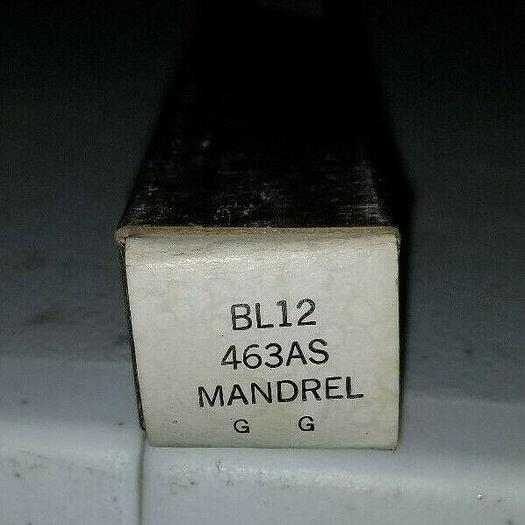 BL12
463AS
MANDREL
G G